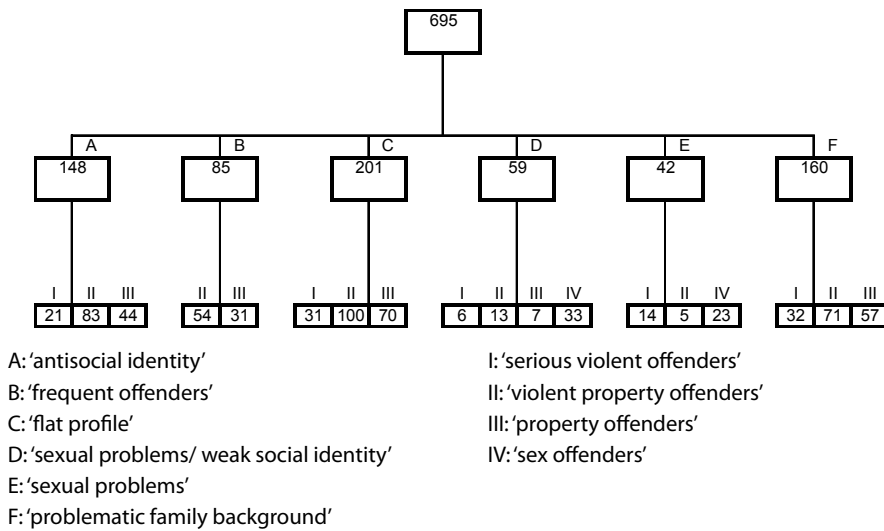 695
A B C D E F
148 85 201 59 42 160
I II III II III I II III I II III IV I II IV I II III
21 83 44 54 31 31 100 70 6 13 7 33 14 5 23 32 71 57
A: ‘antisocial identity’
B: ‘frequent offenders’
C: ‘flat profile’
D: ‘sexual problems/ weak social identity’
E: ‘sexual problems’
F: ‘problematic family background’
I: ‘serious violent offenders’
II: ‘violent property offenders’
III: ‘property offenders’
IV: ‘sex offenders’